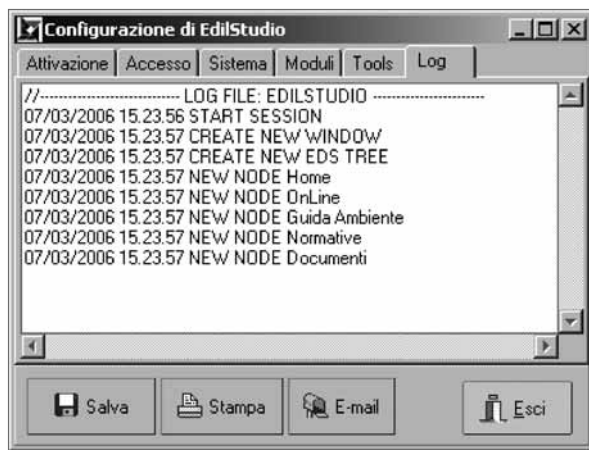 Configurazione di EdilStudio
Attivazione Accesso Sistema Moduli Tools Log
//---------------------------- LOG FILE: EDILSTUDIO ----------------------
07/03/2006 15.23.56 START SESSION
07/03/2006 15.23.57 CREATE NEW WINDOW
07/03/2006 15.23.57 CREATE NEW EDS TREE
07/03/2006 15.23.57 NEW NODE Home
07/03/2006 15.23.57 NEW NODE OnLine
07/03/2006 15.23.57 NEW NODE Guida Ambiente
07/03/2006 15.23.57 NEW NODE Normative
07/03/2006 15.23.57 NEW NODE Documenti
Salva Stampa E-mail Esci